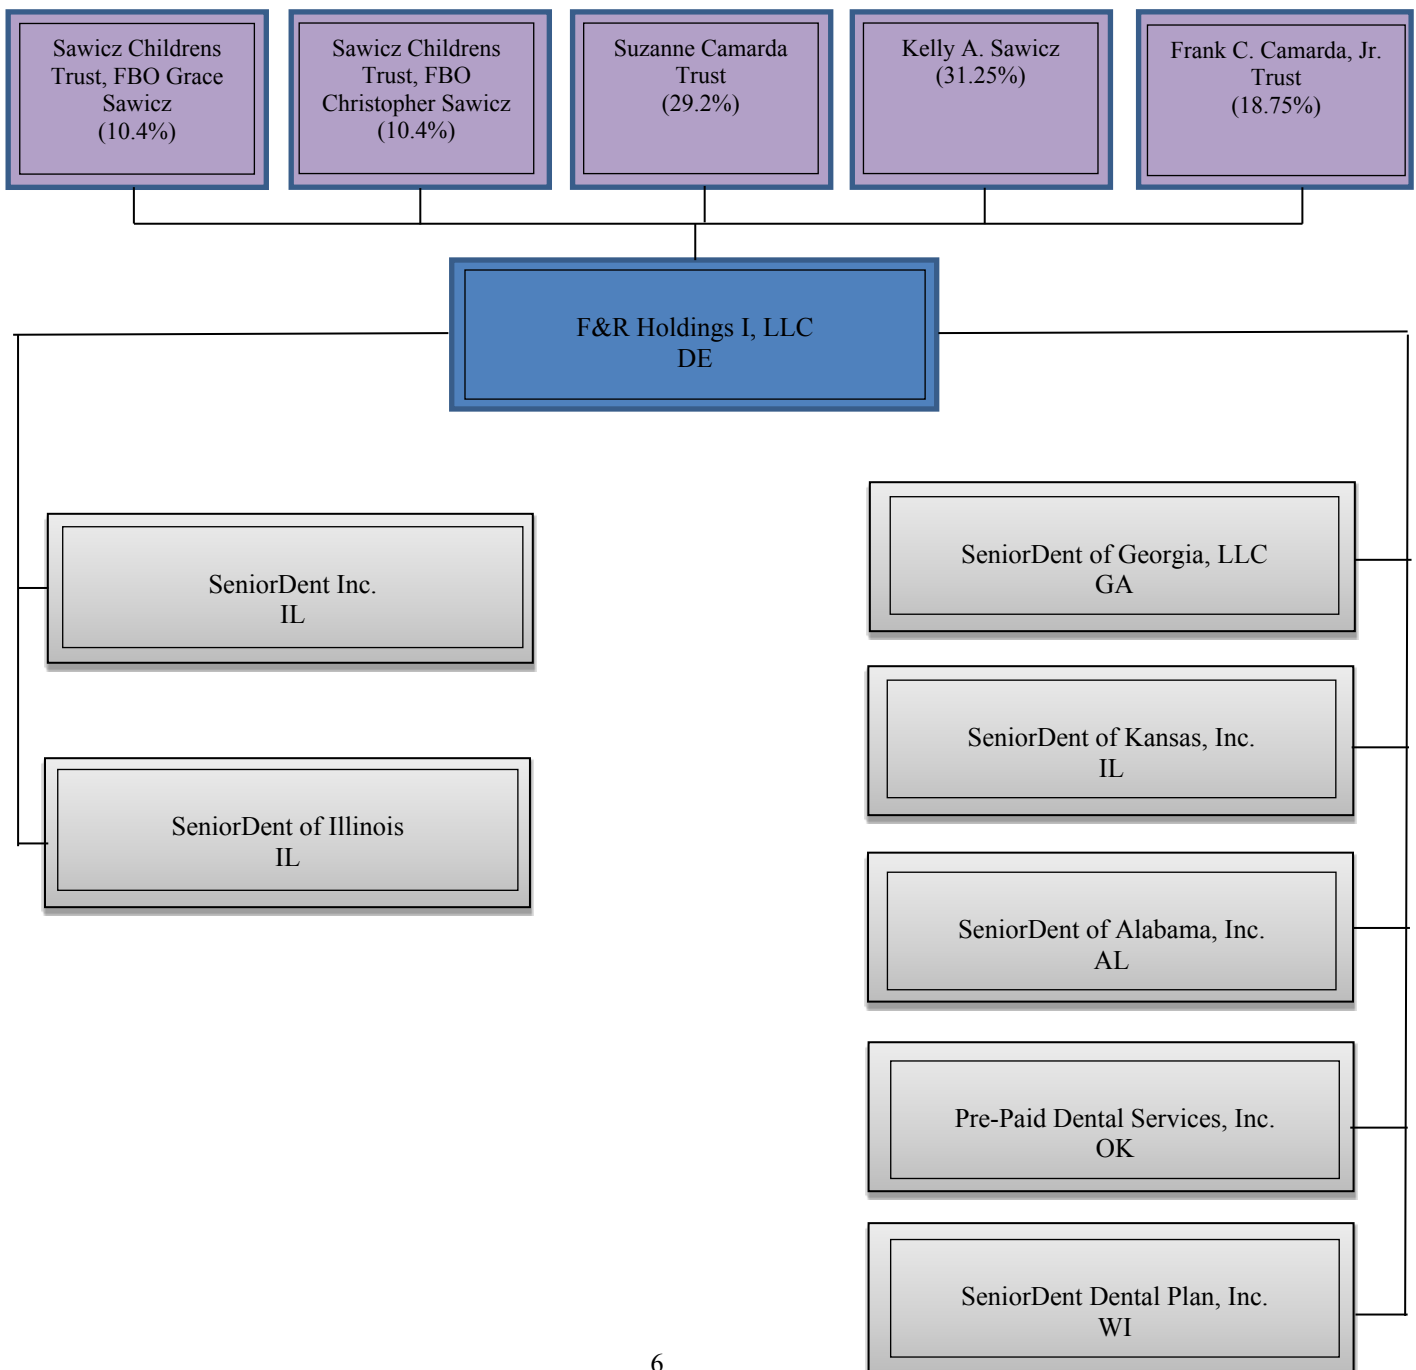 Sawicz Childrens
Trust, FBO Grace
Sawicz
(10.4%)
Sawicz Childrens
Trust, FBO
Christopher Sawicz
(10.4%)
Suzanne Camarda
Trust
(29.2%)
Kelly A. Sawicz
(31.25%)
Frank C. Camarda, Jr.
Trust
(18.75%)
F&R Holdings I, LLC
DE
SeniorDent Inc.
IL
SeniorDent of Illinois
IL
SeniorDent of Georgia, LLC
GA
SeniorDent of Kansas, Inc.
IL
SeniorDent of Alabama, Inc.
AL
Pre-Paid Dental Services, Inc.
OK
SeniorDent Dental Plan, Inc.
WI
6